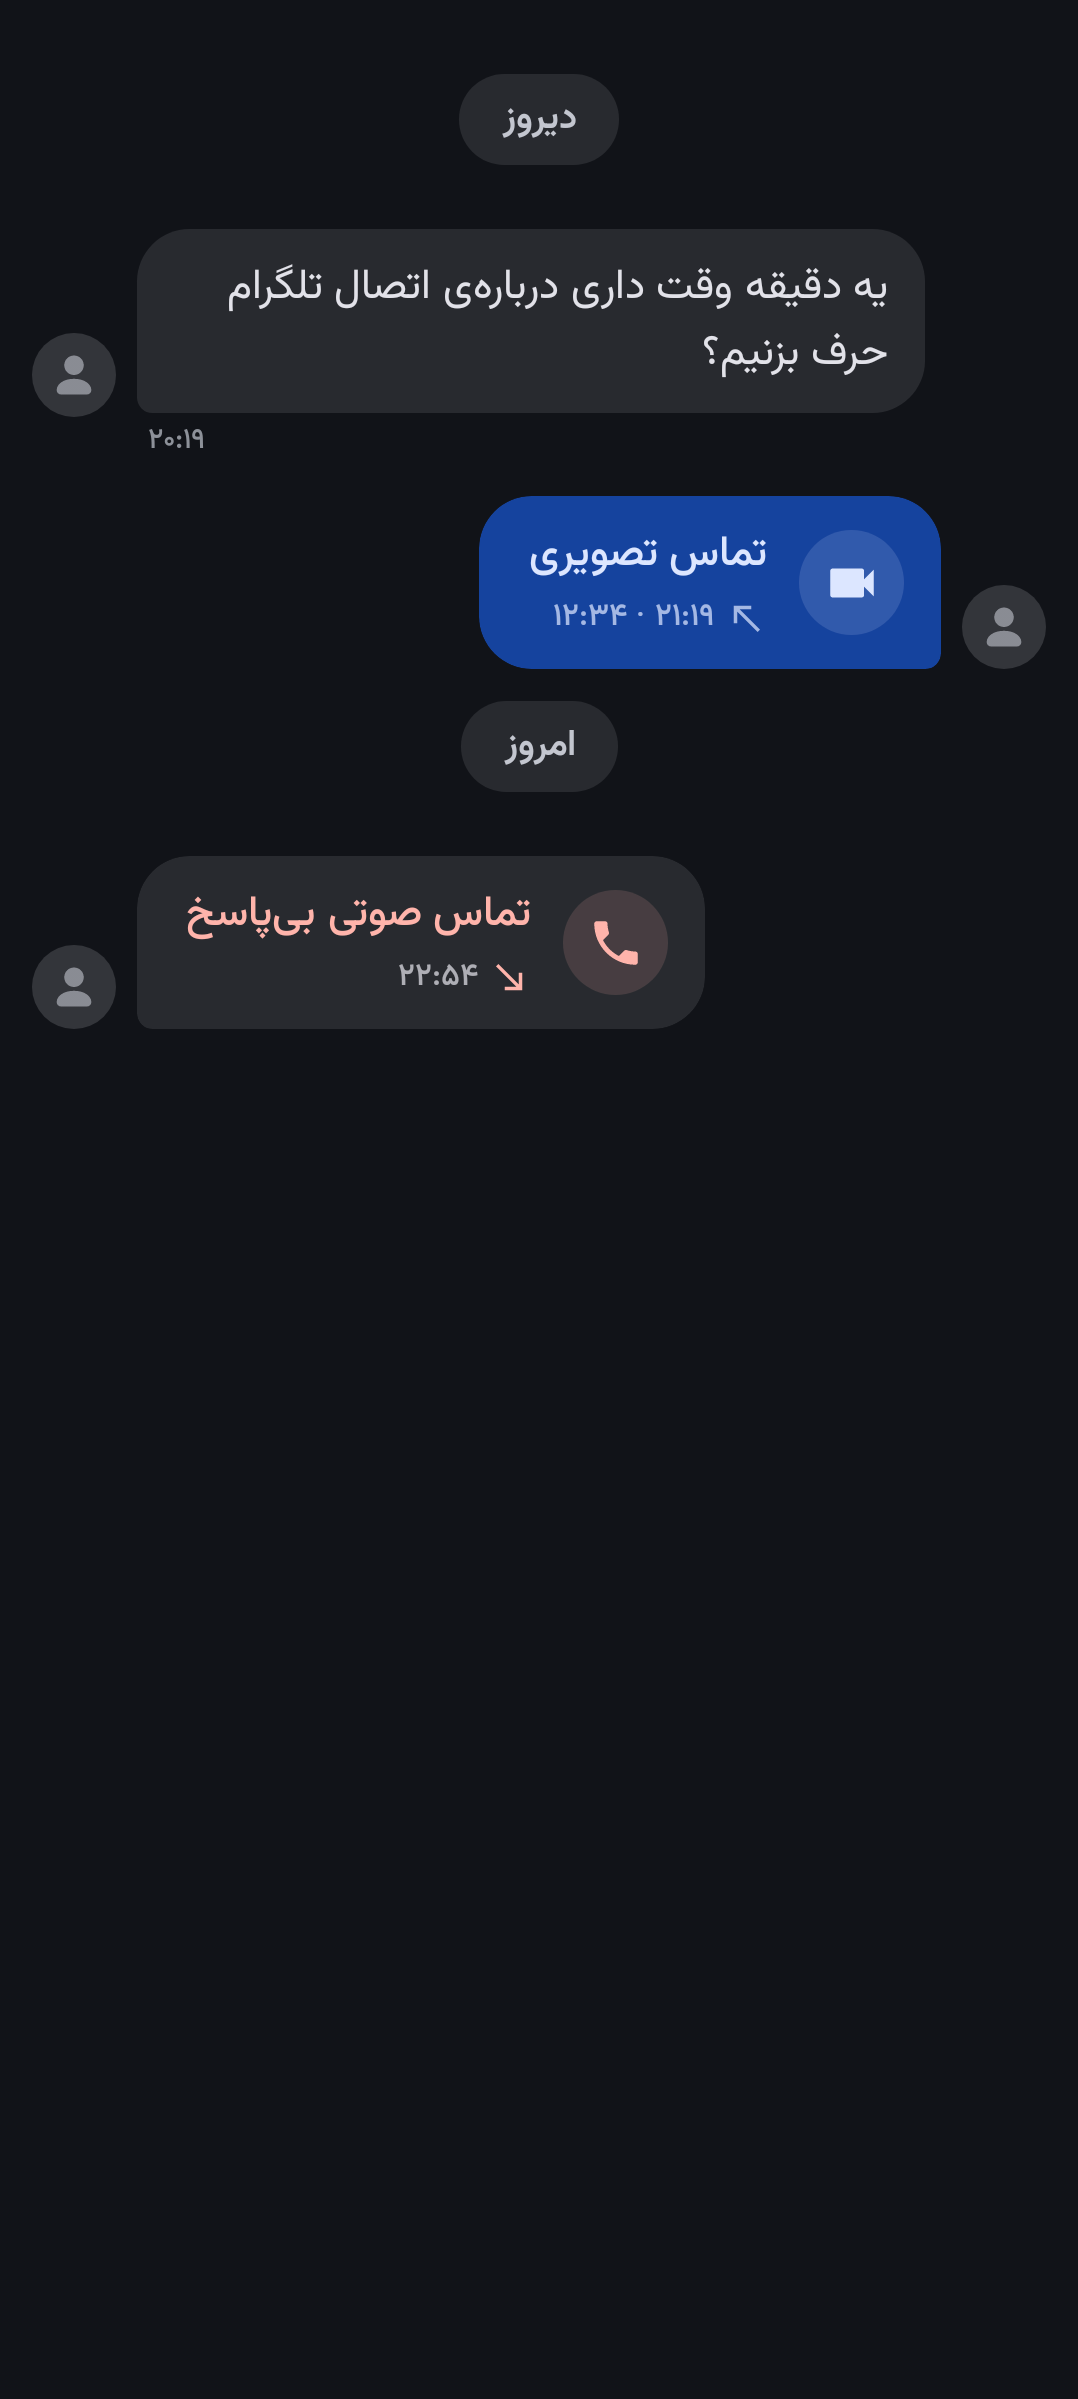 دیروز
یه دقیقه وقت داری درباره‌ی اتصال تلگرام
حرف بزنیم؟
۲۰:۱۹
تماس تصویری
۲۱:۱۹ · ۱۲:۳۴
امروز
تماس صوتی بی‌پاسخ
۲۲:۵۴